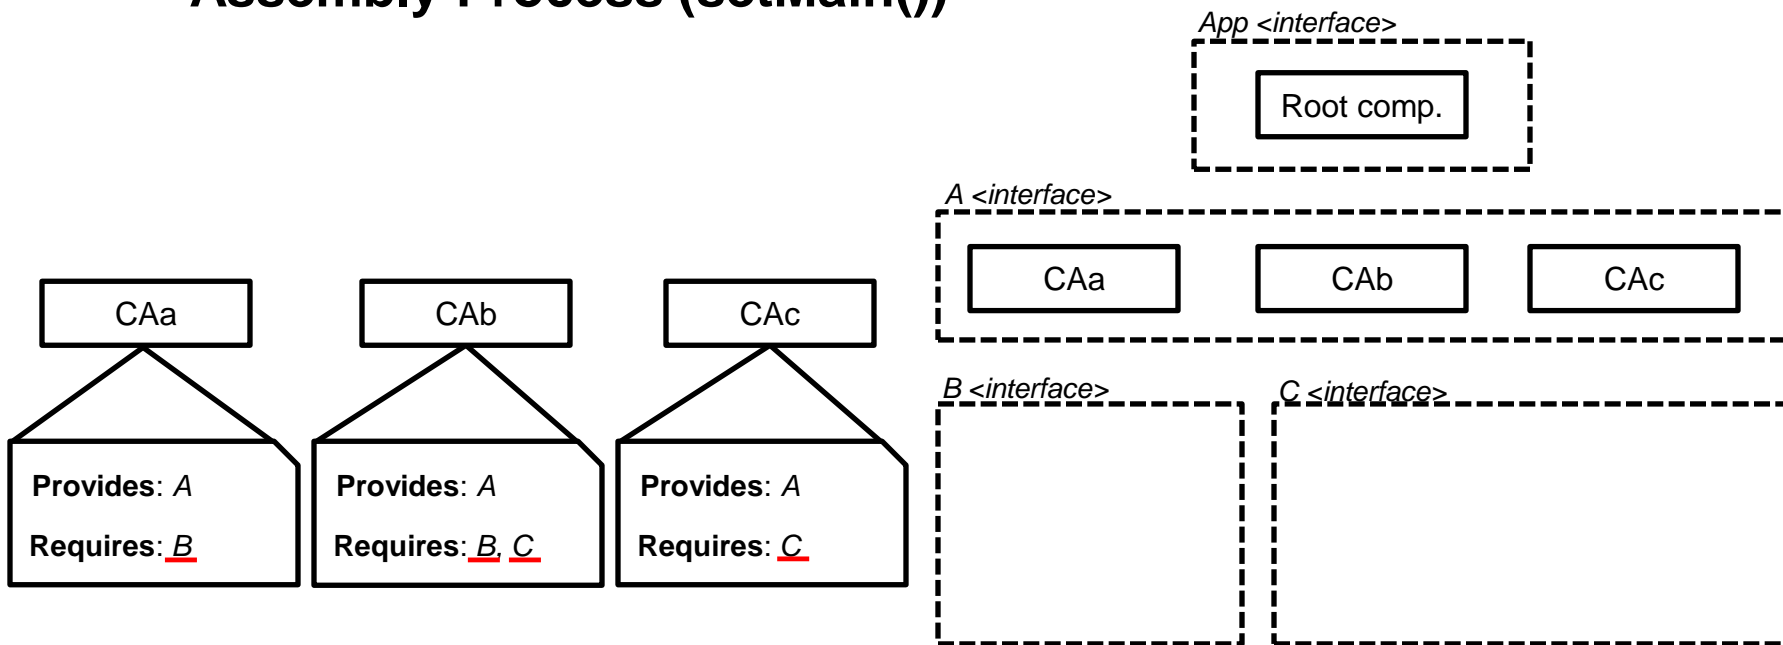 Assembly Process (setMain())
App <interface>
Root comp.
A <interface>
CAa
CAb
CAc
CAa
CAb
CAc
B <interface>
C <interface>
Provides: A
Requires: B
Provides: A
Requires: B, C
Provides: A
Requires: C